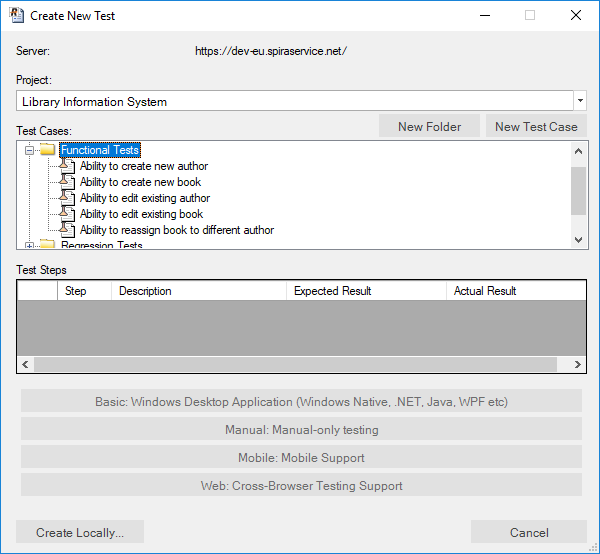 Create New Test
Server: https://dev-eu.spiraservice.net/
Project:
Library Information System
New Folder New Test Case
Test Cases:
Functional Tests
Ability to create new author
Ability to create new book
Ability to edit existing author
Ability to edit existing book
Ability to reassign book to different author
Regression Tests
Test Steps
Step Description Expected Result Actual Result
Basic: Windows Desktop Application (Windows Native, .NET, Java, WPF etc)
Manual: Manual-only testing
Mobile: Mobile Support
Web: Cross-Browser Testing Support
Create Locally... Cancel